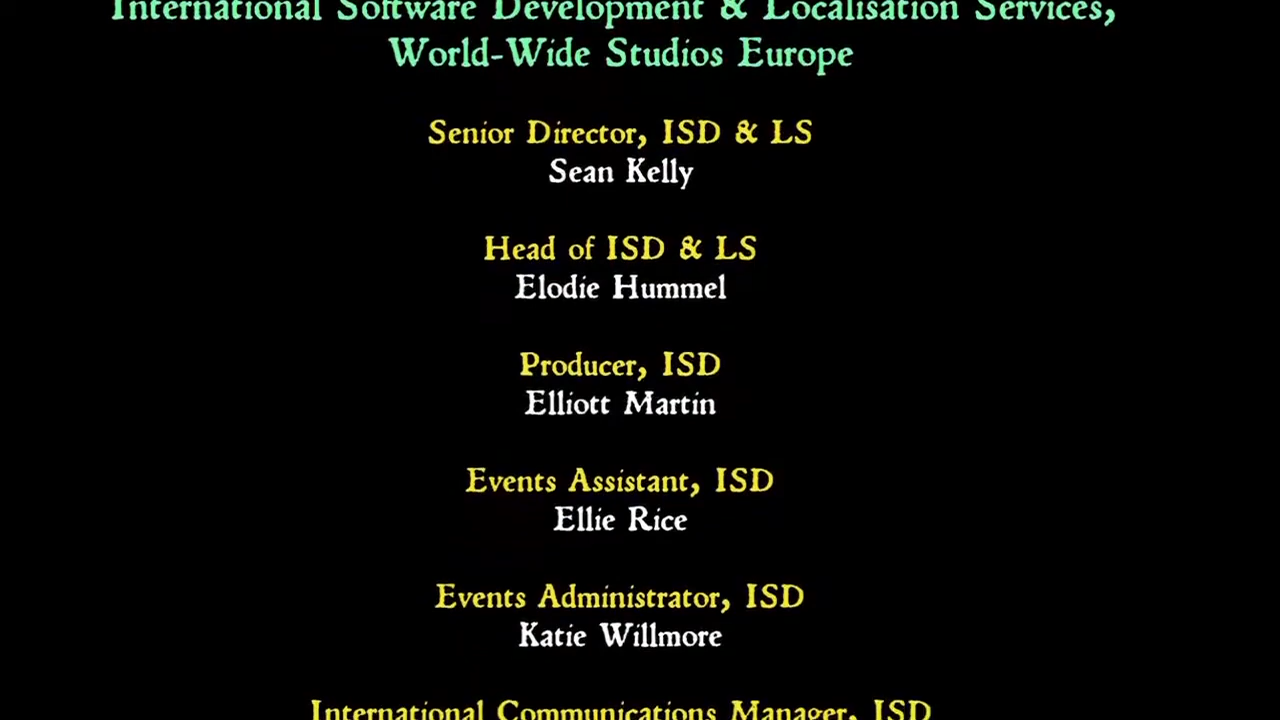 International Software Development & Localisation Services,
World-Wide Studios Europe
Senior Director, ISD & LS
Sean Kelly
Head of ISD & LS
Elodie Hummel
Producer, ISD
Elliott Martin
Events Assistant, ISD
Ellie Rice
Events Administrator, ISD
Katie Willmore
International Communications Manager, ISD